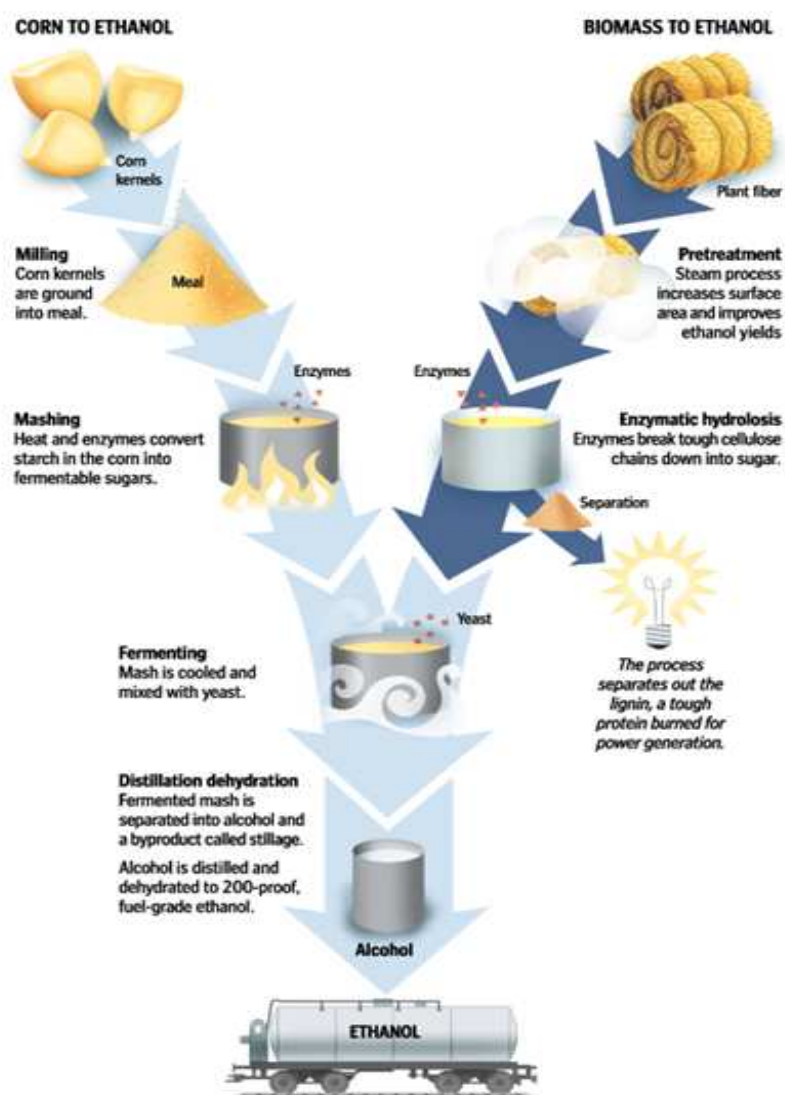 CORN TO ETHANOL
BIOMASS TO ETHANOL
Corn
kernels
Plant fiber
Milling
Corn kernels
are ground
into meal.
Meal
Pretreatment
Steam process
increases surface
area and improves
ethanol yields
Enzymes
Enzymes
Mashing
Heat and enzymes convert
starch in the corn into
fermentable sugars.
Enzymatic hydrolosis
Enzymes break tough cellulose
chains down into sugar.
Separation
Yeast
Fermenting
Mash is cooled and
mixed with yeast.
The process
separates out the
lignin, a tough
protein burned for
power generation.
Distillation dehydration
Fermented mash is
separated into alcohol and
a byproduct called stillage.
Alcohol is distilled and
dehydrated to 200-proof,
fuel-grade ethanol.
Alcohol
ETHANOL